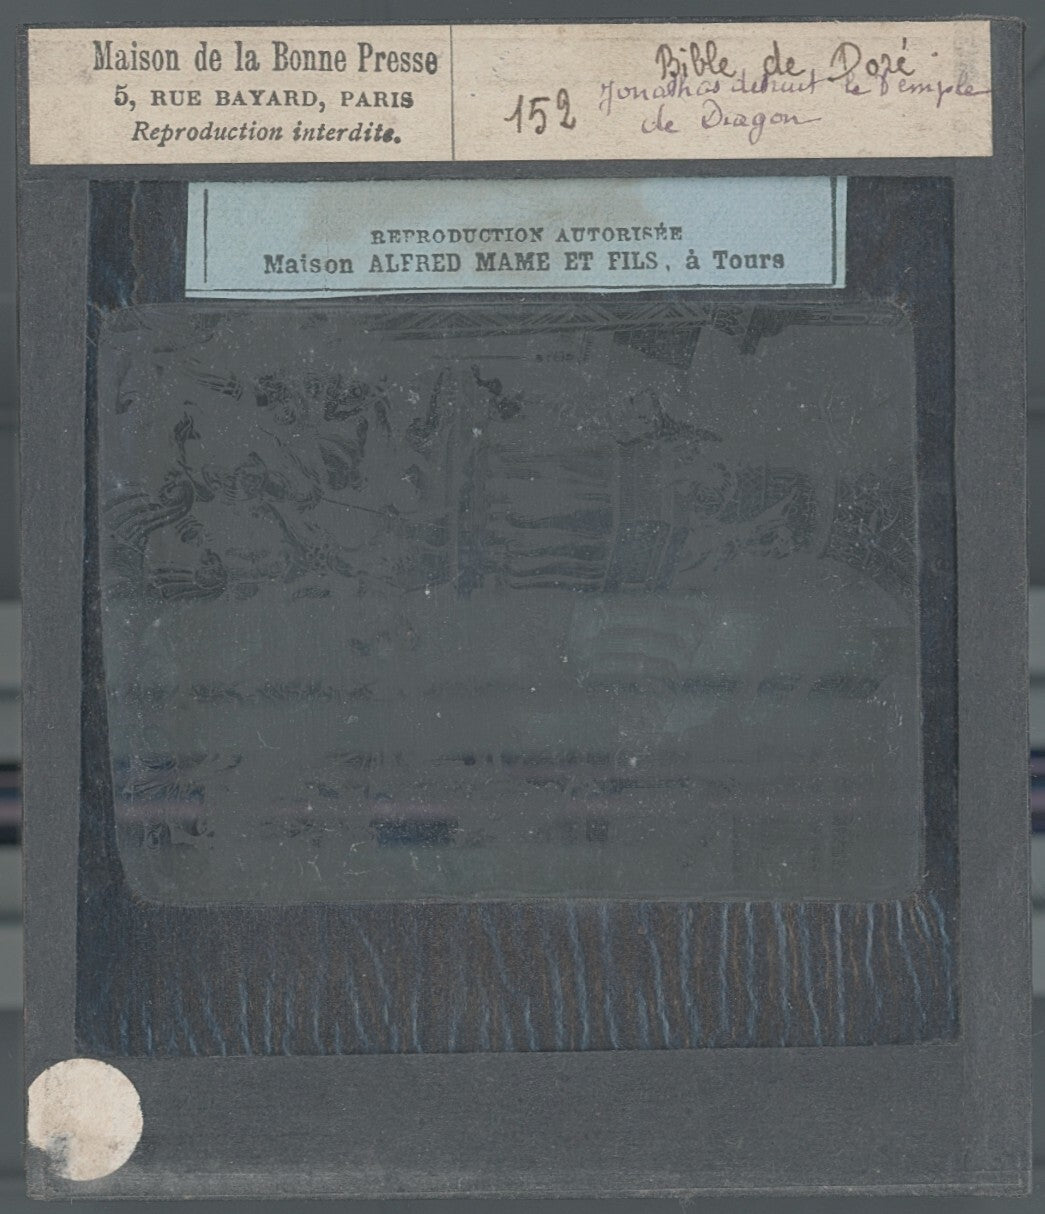 Maison de la Bonne Presse
5, RUE BAYARD, PARIS
Reproduction interdite.
152
Bible de Doré
Jonathas détruit le Temple
de Dragon
REPRODUCTION AUTORISÉE
Maison ALFRED MAME ET FILS, à Tours